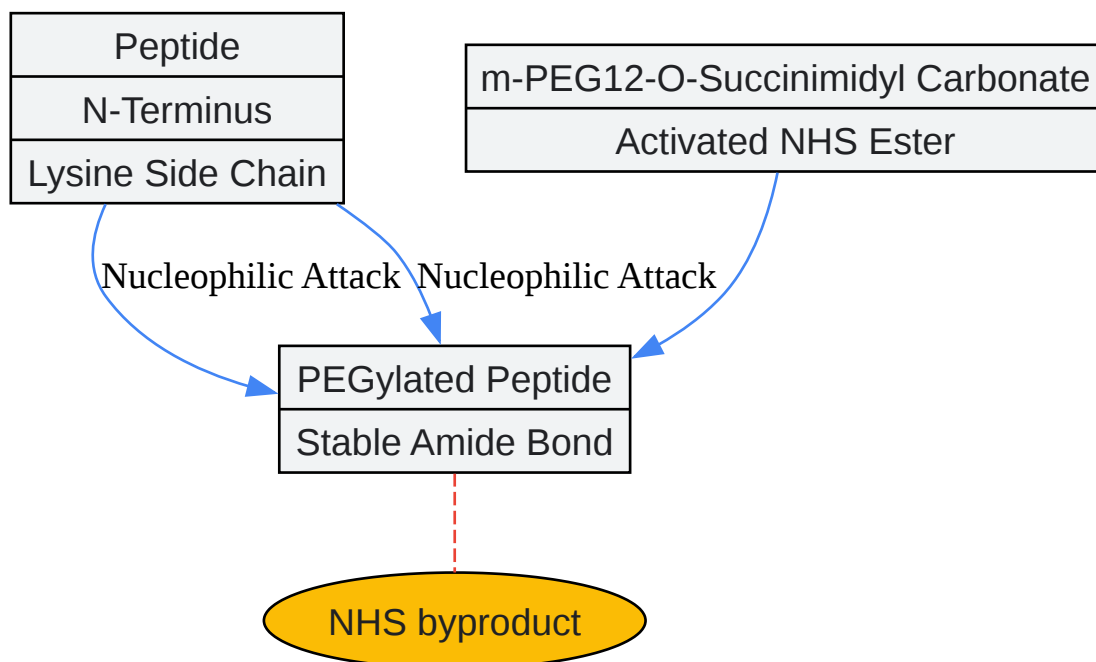 Peptide
N-Terminus
Lysine Side Chain
m-PEG12-O-Succinimidyl Carbonate
Activated NHS Ester
Nucleophilic Attack
Nucleophilic Attack
PEGylated Peptide
Stable Amide Bond
NHS byproduct